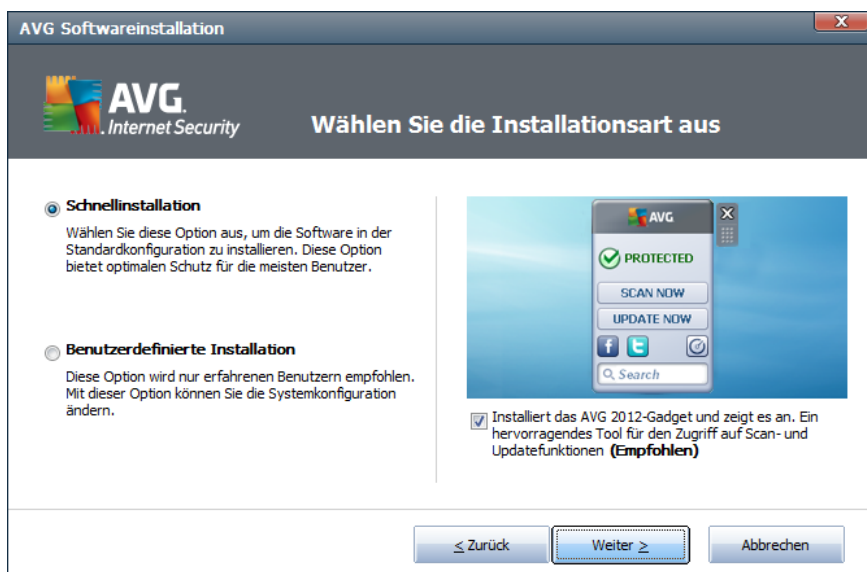 AVG Softwareinstallation
AVG.
Internet Security
Wählen Sie die Installationsart aus
Schnellinstallation
Wählen Sie diese Option aus, um die Software in der
Standardkonfiguration zu installieren. Diese Option
bietet optimalen Schutz für die meisten Benutzer.
Benutzerdefinierte Installation
Diese Option wird nur erfahrenen Benutzern empfohlen.
Mit dieser Option können Sie die Systemkonfiguration
ändern.
AVG
PROTECTED
SCAN NOW
UPDATE NOW
Search
Installiert das AVG 2012-Gadget und zeigt es an. Ein
hervorragendes Tool für den Zugriff auf Scan- und
Updatefunktionen (Empfohlen)
< Zurück
Weiter >
Abbrechen